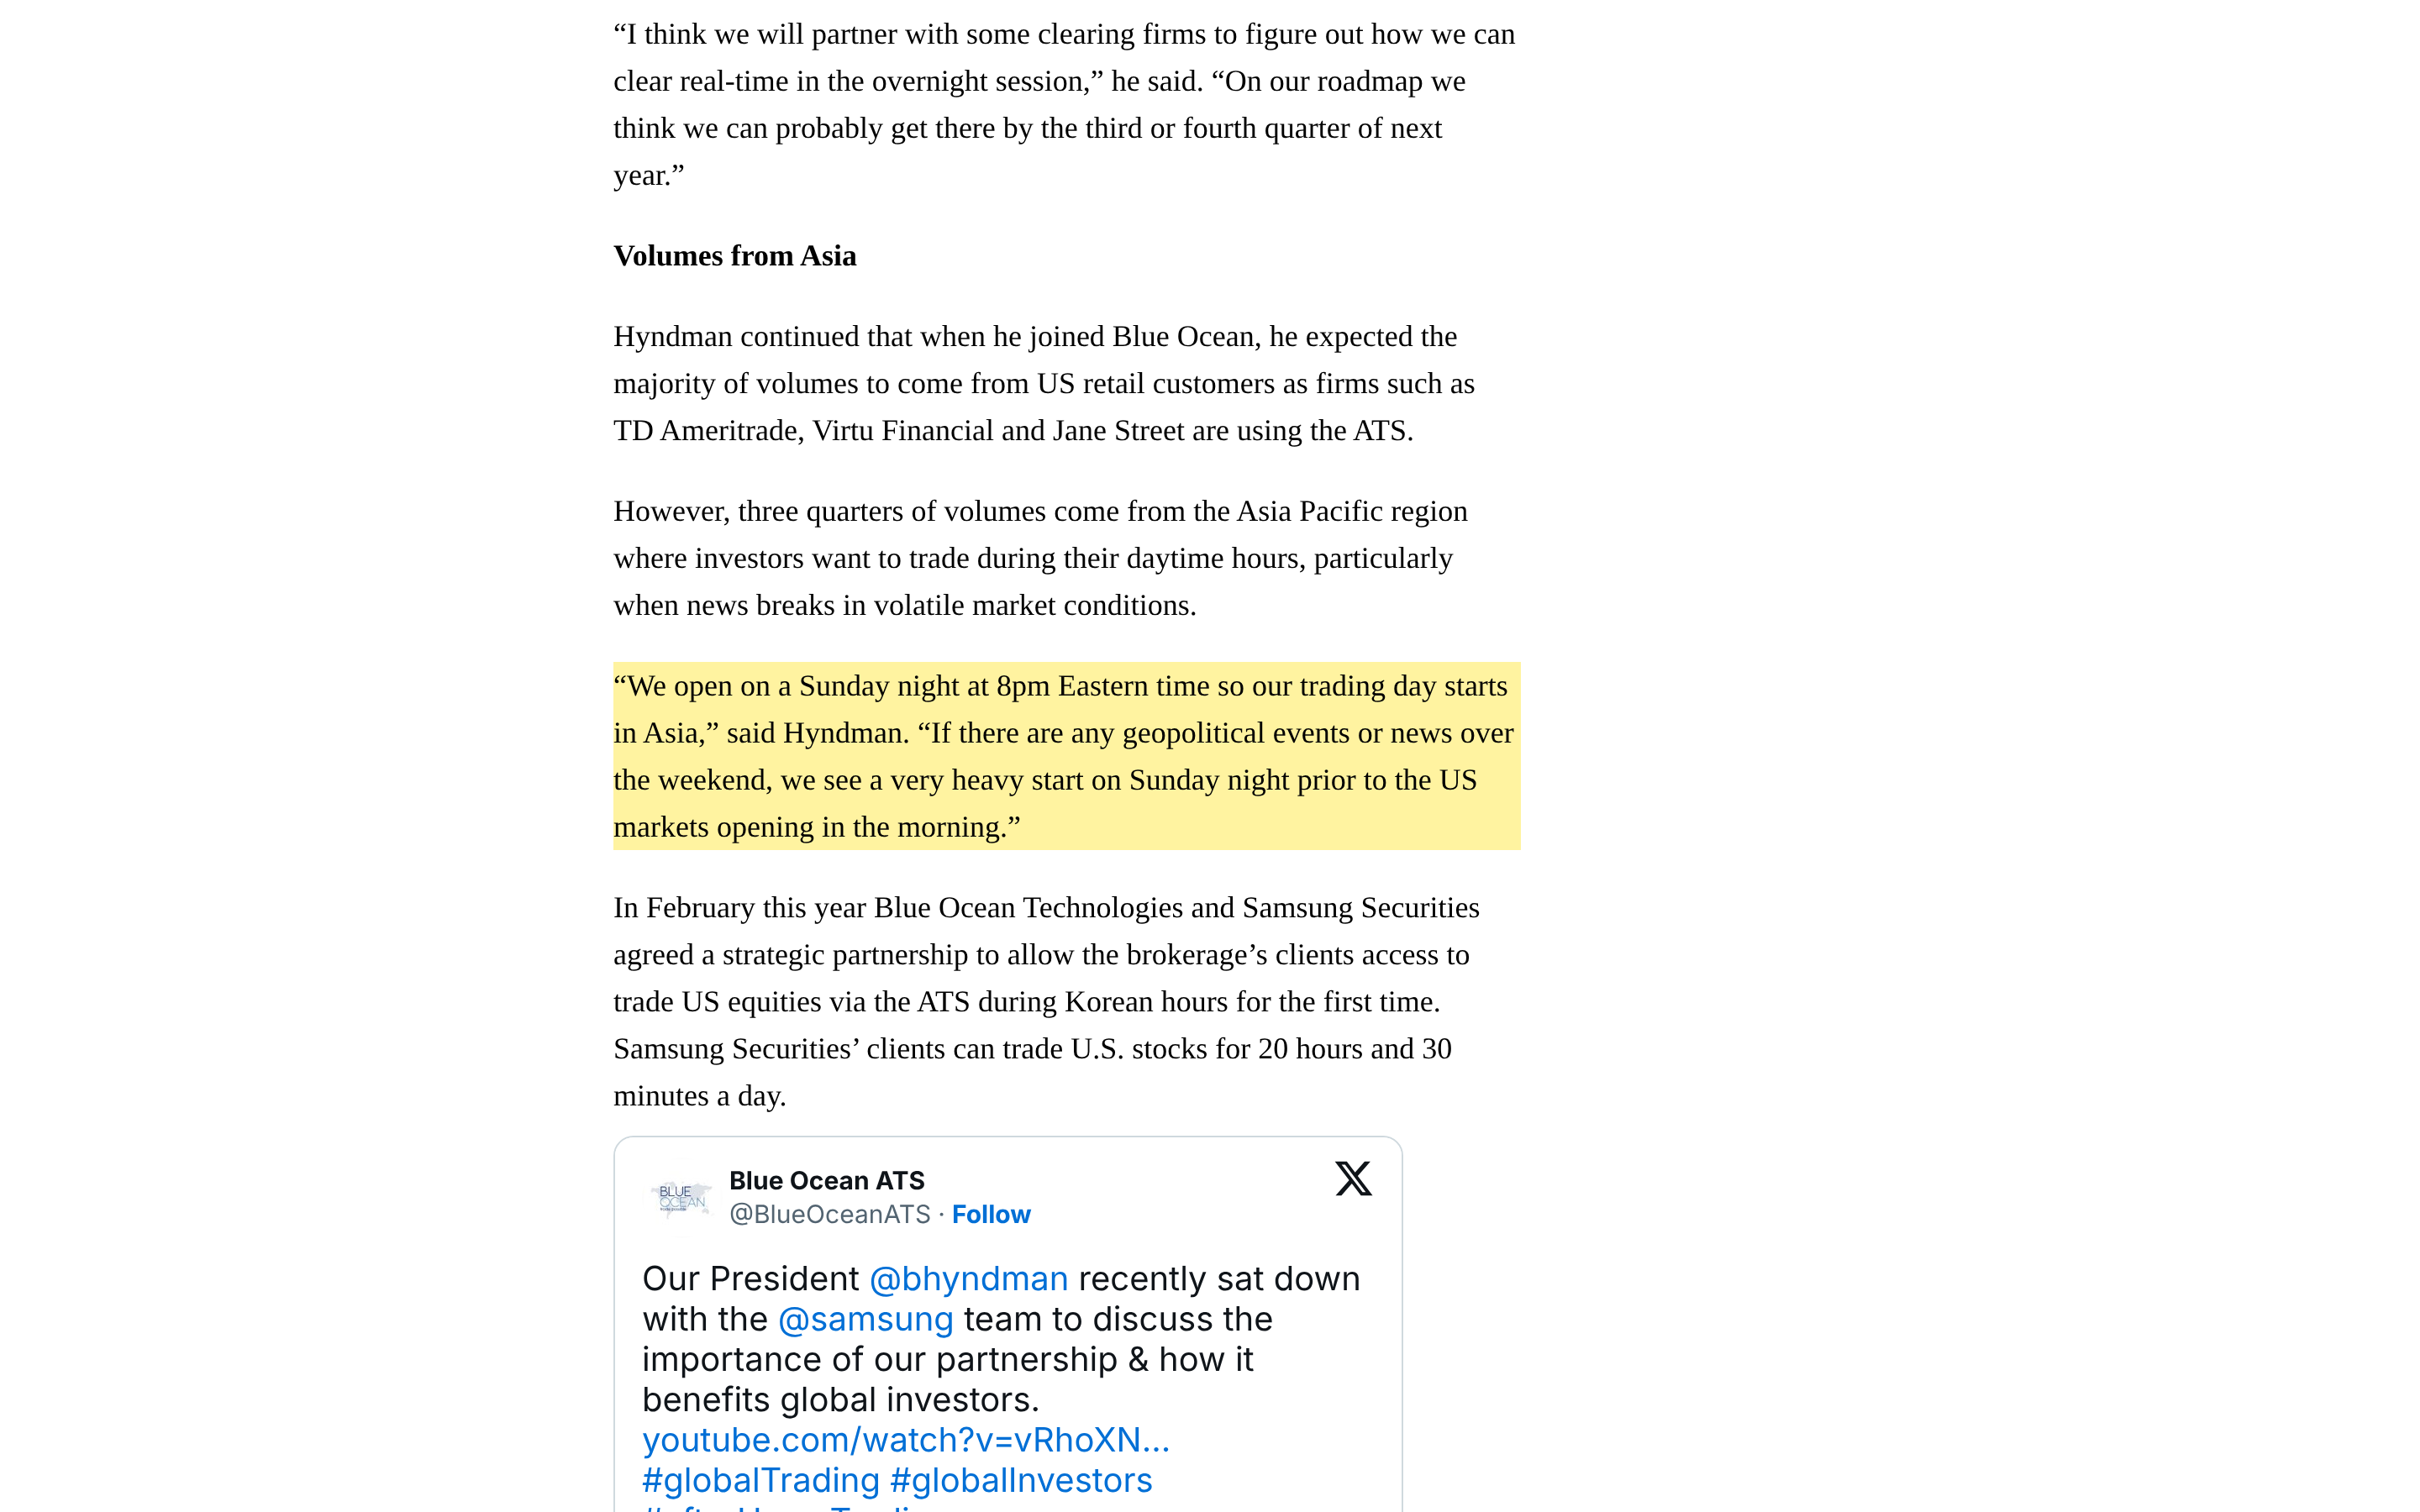 “I think we will partner with some clearing firms to figure out how we can
clear real-time in the overnight session,” he said. “On our roadmap we
think we can probably get there by the third or fourth quarter of next
year.”
Volumes from Asia
Hyndman continued that when he joined Blue Ocean, he expected the
majority of volumes to come from US retail customers as firms such as
TD Ameritrade, Virtu Financial and Jane Street are using the ATS.
However, three quarters of volumes come from the Asia Pacific region
where investors want to trade during their daytime hours, particularly
when news breaks in volatile market conditions.
“We open on a Sunday night at 8pm Eastern time so our trading day starts
in Asia,” said Hyndman. “If there are any geopolitical events or news over
the weekend, we see a very heavy start on Sunday night prior to the US
markets opening in the morning.”
In February this year Blue Ocean Technologies and Samsung Securities
agreed a strategic partnership to allow the brokerage’s clients access to
trade US equities via the ATS during Korean hours for the first time.
Samsung Securities’ clients can trade U.S. stocks for 20 hours and 30
minutes a day.
BLUE
OCEAN
Blue Ocean ATS
@BlueOceanATS · Follow
Our President @bhyndman recently sat down
with the @samsung team to discuss the
importance of our partnership & how it
benefits global investors.
youtube.com/watch?v=vRhoXN…
#globalTrading #globalInvestors